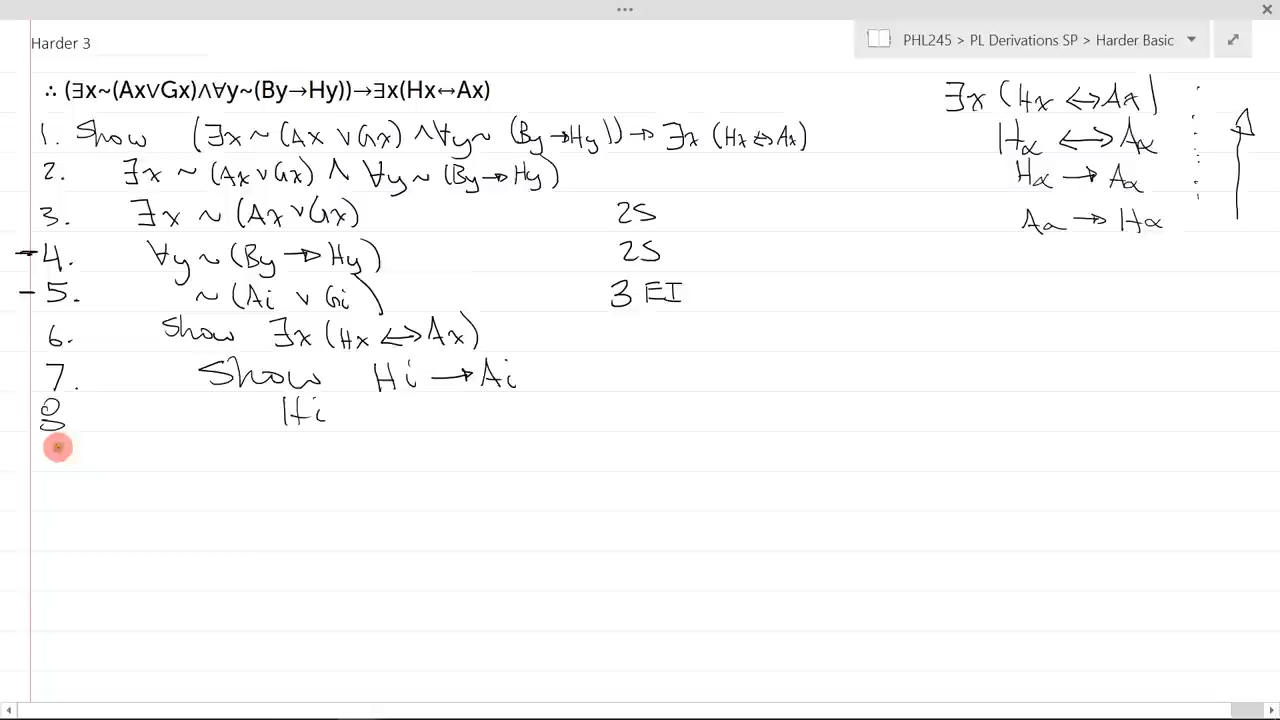 Harder 3
PHL245 > PL Derivations SP > Harder Basic
∴ (∃x~(Ax∨Gx)∧∀y~(By→Hy))→∃x(Hx↔Ax)
1. Show (∃x ~ (Ax ∨ Gx) ∧ ∀y ~ (By → Hy)) → ∃x (Hx ↔ Ax)
2. ∃x ~ (Ax ∨ Gx) ∧ ∀y ~ (By → Hy)
3. ∃x ~ (Ax ∨ Gx) 2S
4. ∀y ~ (By → Hy) 2S
5. ~ (Ai ∨ Gi) 3 EI
6. Show ∃x (Hx ↔ Ax)
7. Show Hi → Ai
8 Hi
∃x (Hx ↔ Ax)
Hα ↔ Aα
Hα → Aα
Aα → Hα